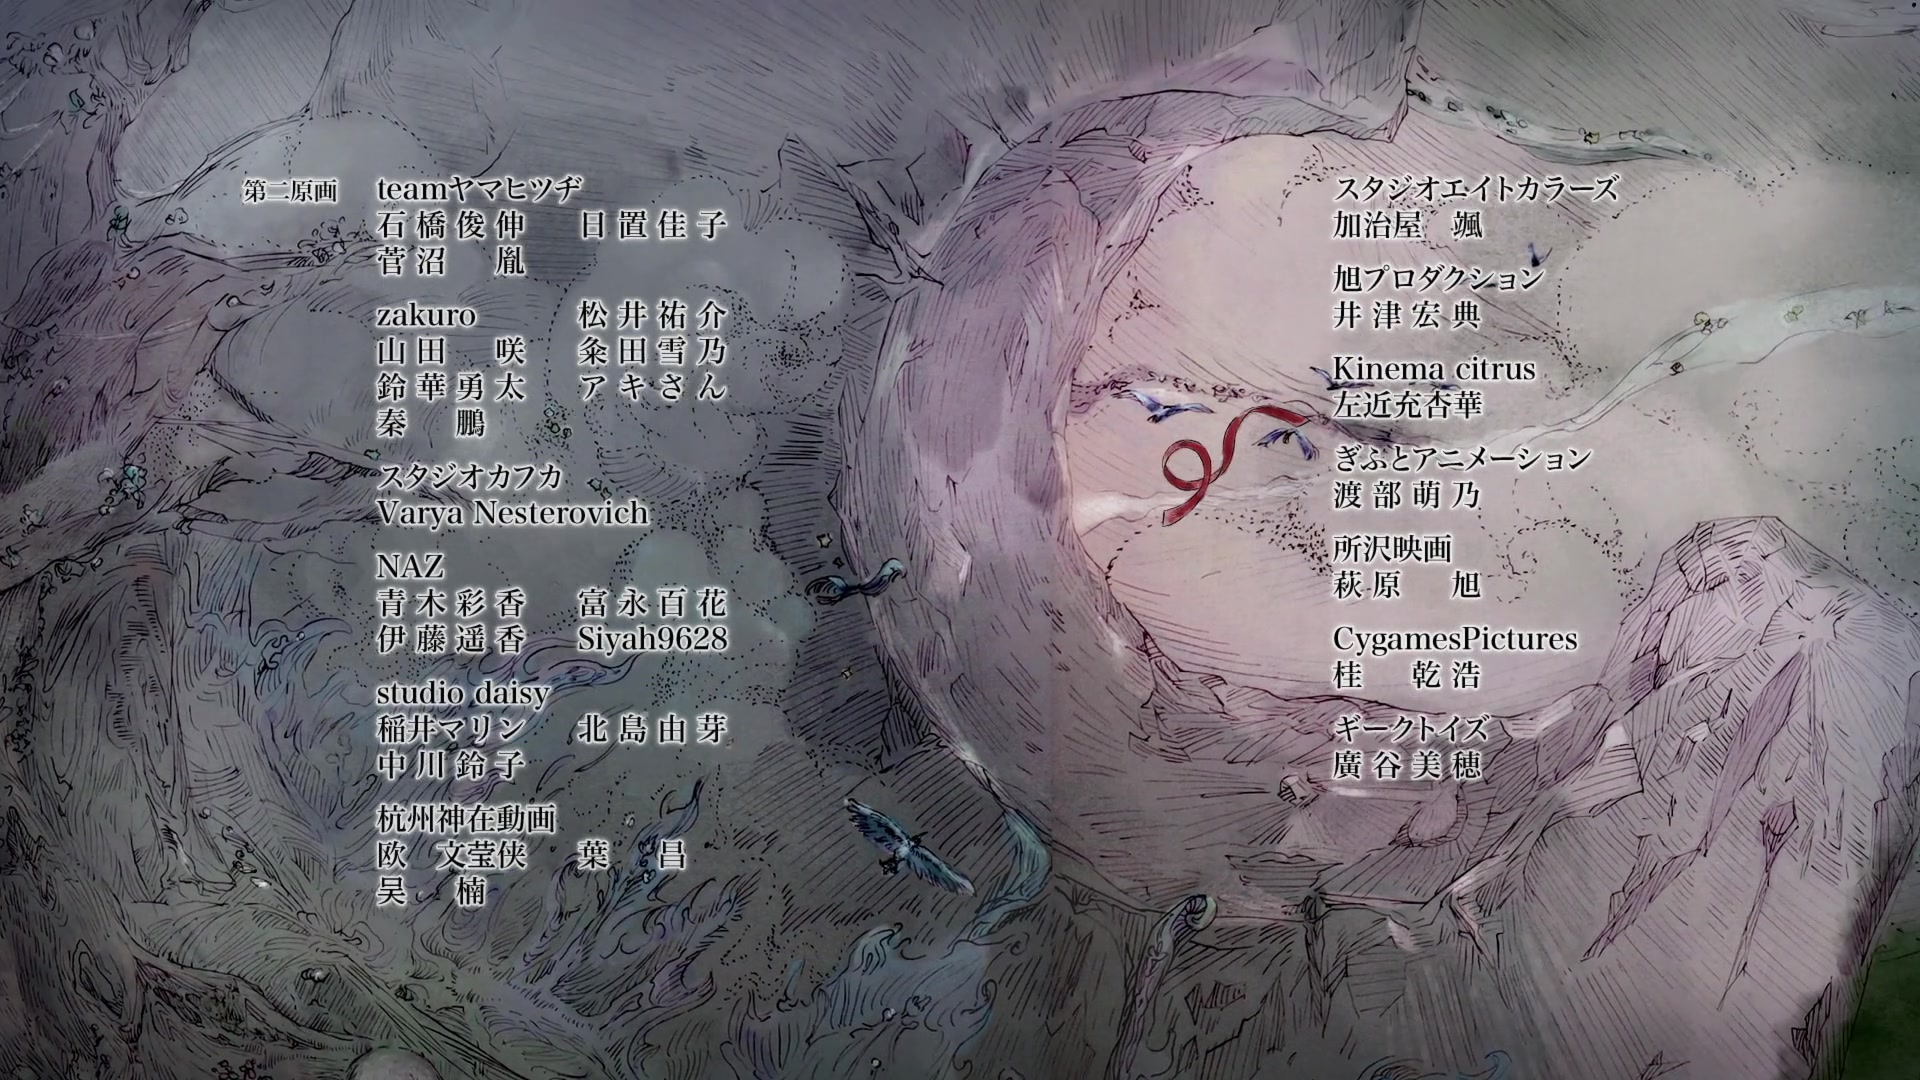 第二原画
teamヤマヒツヂ
石橋俊伸　日置佳子
菅沼　胤
zakuro　松井祐介
山田　咲　粂田雪乃
鈴華勇太　アキさん
秦　鵬
スタジオカフカ
Varya Nesterovich
NAZ
青木彩香　富永百花
伊藤遥香　Siyah9628
studio daisy
稲井マリン　北島由芽
中川鈴子
杭州神在動画
欧　文莹侠　葉　昌
吴　楠
スタジオエイトカラーズ
加治屋　颯
旭プロダクション
井津宏典
Kinema citrus
左近充杏華
ぎふとアニメーション
渡部萌乃
所沢映画
萩原　旭
CygamesPictures
桂　乾浩
ギークトイズ
廣谷美穂